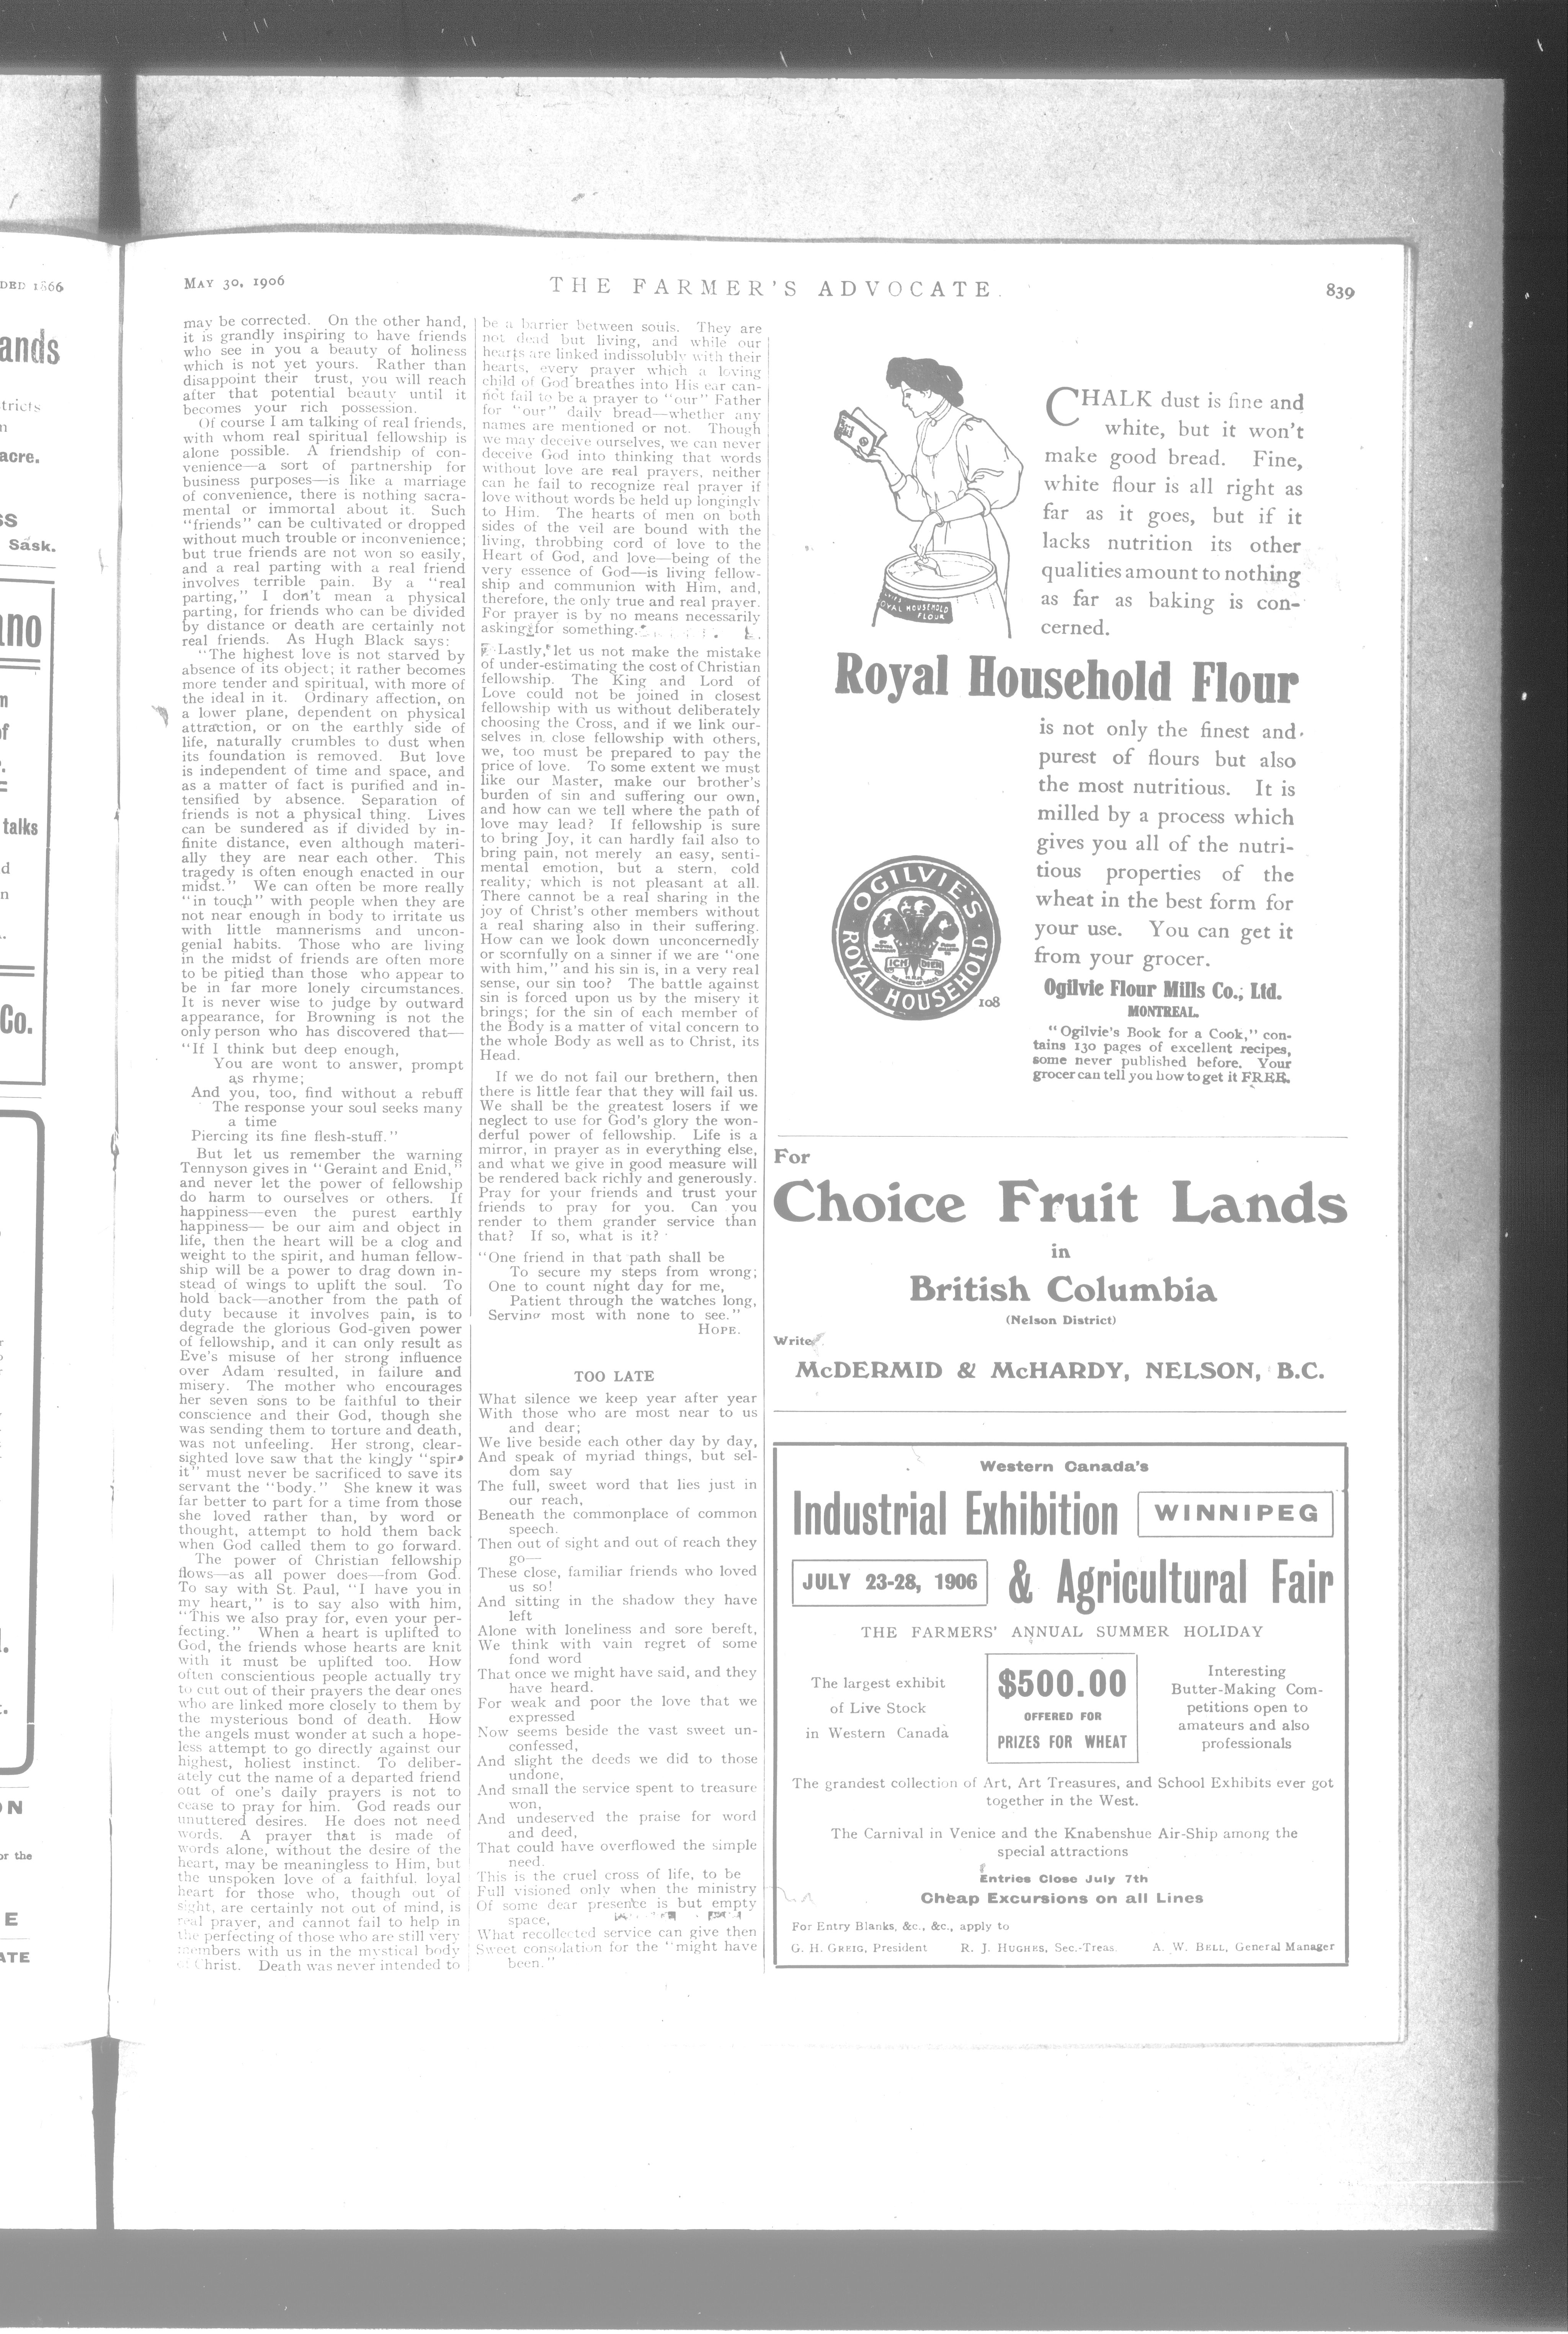 DED 1866
ands
tricts
acre.
SS
Sask.
no
talks
Co.
or the
E
ATE
MAY 30, 1906
THE FARMER'S ADVOCATE.
839
may be corrected. On the other hand,
it is grandly inspiring to have friends
who see in you a beauty of holiness
which is not yet yours. Rather than
disappoint their trust, you will reach
after that potential beauty until it
becomes your rich possession.
Of course I am talking of real friends,
with whom real spiritual fellowship is
alone possible. A friendship of con-
venience—a sort of partnership for
business purposes—is like a marriage
of convenience, there is nothing sacra-
mental or immortal about it. Such
"friends" can be cultivated or dropped
without much trouble or inconvenience;
but true friends are not won so easily,
and a real parting with a real friend
involves terrible pain. By a "real
parting," I don't mean a physical
parting, for friends who can be divided
by distance or death are certainly not
real friends. As Hugh Black says:
"The highest love is not starved by
absence of its object; it rather becomes
more tender and spiritual, with more of
the ideal in it. Ordinary affection, on
a lower plane, dependent on physical
attraction, or on the earthly side of
life, naturally crumbles to dust when
its foundation is removed. But love
is independent of time and space, and
as a matter of fact is purified and in-
tensified by absence. Separation of
friends is not a physical thing. Lives
can be sundered as if divided by in-
finite distance, even although materi-
ally they are near each other. This
tragedy is often enough enacted in our
midst." We can often be more really
"in touch" with people when they are
not near enough in body to irritate us
with little mannerisms and uncon-
genial habits. Those who are living
in the midst of friends are often more
to be pitied than those who appear to
be in far more lonely circumstances.
It is never wise to judge by outward
appearance, for Browning is not the
only person who has discovered that—
"If I think but deep enough,
You are wont to answer, prompt
as rhyme;
And you, too, find without a rebuff
The response your soul seeks many
a time
Piercing its fine flesh-stuff."
But let us remember the warning
Tennyson gives in "Geraint and Enid,"
and never let the power of fellowship
do harm to ourselves or others. If
happiness—even the purest earthly
happiness— be our aim and object in
life, then the heart will be a clog and
weight to the spirit, and human fellow-
ship will be a power to drag down in-
stead of wings to uplift the soul. To
hold back—another from the path of
duty because it involves pain, is to
degrade the glorious God-given power
of fellowship, and it can only result as
Eve's misuse of her strong influence
over Adam resulted, in failure and
misery. The mother who encourages
her seven sons to be faithful to their
conscience and their God, though she
was sending them to torture and death,
was not unfeeling. Her strong, clear-
sighted love saw that the kingly "spir-
it" must never be sacrificed to save its
servant the "body." She knew it was
far better to part for a time from those
she loved rather than, by word or
thought, attempt to hold them back
when God called them to go forward.
The power of Christian fellowship
flows—as all power does—from God.
To say with St. Paul, "I have you in
my heart," is to say also with him,
"This we also pray for, even your per-
fecting." When a heart is uplifted to
God, the friends whose hearts are knit
with it must be uplifted too. How
often conscientious people actually try
to cut out of their prayers the dear ones
who are linked more closely to them by
the mysterious bond of death. How
the angels must wonder at such a hope-
less attempt to go directly against our
highest, holiest instinct. To deliber-
ately cut the name of a departed friend
out of one's daily prayers is not to
cease to pray for him. God reads our
unuttered desires. He does not need
words. A prayer that is made of
words alone, without the desire of the
heart, may be meaningless to Him, but
the unspoken love of a faithful, loyal
heart for those who, though out of
sight, are certainly not out of mind, is
real prayer, and cannot fail to help in
the perfecting of those who are still very
members with us in the mystical body
of Christ. Death was never intended to
be a barrier between souls. They are
not dead but living, and while our
hearts are linked indissolubly with their
hearts, every prayer which a loving
child of God breathes into His ear can-
not fail to be a prayer to "our" Father
for "our" daily bread—whether any
names are mentioned or not. Though
we may deceive ourselves, we can never
deceive God into thinking that words
without love are real prayers, neither
can he fail to recognize real prayer if
love without words be held up longingly
to Him. The hearts of men on both
sides of the veil are bound with the
living, throbbing cord of love to the
Heart of God, and love—being of the
very essence of God—is living fellow-
ship and communion with Him, and,
therefore, the only true and real prayer.
For prayer is by no means necessarily
asking for something.
Lastly, let us not make the mistake
of under-estimating the cost of Christian
fellowship. The King and Lord of
Love could not be joined in closest
fellowship with us without deliberately
choosing the Cross, and if we link our-
selves in close fellowship with others,
we, too must be prepared to pay the
price of love. To some extent we must
like our Master, make our brother's
burden of sin and suffering our own,
and how can we tell where the path of
love may lead? If fellowship is sure
to bring Joy, it can hardly fail also to
bring pain, not merely an easy, senti-
mental emotion, but a stern, cold
reality, which is not pleasant at all.
There cannot be a real sharing in the
joy of Christ's other members without
a real sharing also in their suffering.
How can we look down unconcernedly
or scornfully on a sinner if we are "one
with him," and his sin is, in a very real
sense, our sin too? The battle against
sin is forced upon us by the misery it
brings; for the sin of each member of
the Body is a matter of vital concern to
the whole Body as well as to Christ, its
Head.
If we do not fail our brethern, then
there is little fear that they will fail us.
We shall be the greatest losers if we
neglect to use for God's glory the won-
derful power of fellowship. Life is a
mirror, in prayer as in everything else,
and what we give in good measure will
be rendered back richly and generously.
Pray for your friends and trust your
friends to pray for you. Can you
render to them grander service than
that? If so, what is it?
"One friend in that path shall be
To secure my steps from wrong;
One to count night day for me,
Patient through the watches long,
Serving most with none to see."
HOPE.
TOO LATE
What silence we keep year after year
With those who are most near to us
and dear;
We live beside each other day by day,
And speak of myriad things, but sel-
dom say
The full, sweet word that lies just in
our reach,
Beneath the commonplace of common
speech.
Then out of sight and out of reach they
go—
These close, familiar friends who loved
us so!
And sitting in the shadow they have
left
Alone with loneliness and sore bereft,
We think with vain regret of some
fond word
That once we might have said, and they
have heard.
For weak and poor the love that we
expressed
Now seems beside the vast sweet un-
confessed,
And slight the deeds we did to those
undone,
And small the service spent to treasure
won,
And undeserved the praise for word
and deed,
That could have overflowed the simple
need.
This is the cruel cross of life, to be
Full visioned only when the ministry
Of some dear presence is but empty
space,
What recollected service can give then
Sweet consolation for the "might have
been."
CHALK dust is fine and
white, but it won't
make good bread. Fine,
white flour is all right as
far as it goes, but if it
lacks nutrition its other
qualities amount to nothing
as far as baking is con-
cerned.
ROYAL HOUSEHOLD
FLOUR
Royal Household Flour
is not only the finest and
purest of flours but also
the most nutritious. It is
milled by a process which
gives you all of the nutri-
tious properties of the
wheat in the best form for
your use. You can get it
from your grocer.
OGILVIE'S
ICH DIEN
ROYAL HOUSEHOLD
108
Ogilvie Flour Mills Co., Ltd.
MONTREAL.
"Ogilvie's Book for a Cook," con-
tains 130 pages of excellent recipes,
some never published before. Your
grocer can tell you how to get it FREE.
For
Choice Fruit Lands
in
British Columbia
(Nelson District)
Write
McDERMID & McHARDY, NELSON, B.C.
Western Canada's
Industrial Exhibition WINNIPEG
JULY 23-28, 1906 & Agricultural Fair
THE FARMERS' ANNUAL SUMMER HOLIDAY
The largest exhibit
of Live Stock
in Western Canada
$500.00
OFFERED FOR
PRIZES FOR WHEAT
Interesting
Butter-Making Com-
petitions open to
amateurs and also
professionals
The grandest collection of Art, Art Treasures, and School Exhibits ever got
together in the West.
The Carnival in Venice and the Knabenshue Air-Ship among the
special attractions
Entries Close July 7th
Cheap Excursions on all Lines
For Entry Blanks, &c., &c., apply to
G. H. GREIG, President R. J. HUGHES, Sec.-Treas. A. W. BELL, General Manager